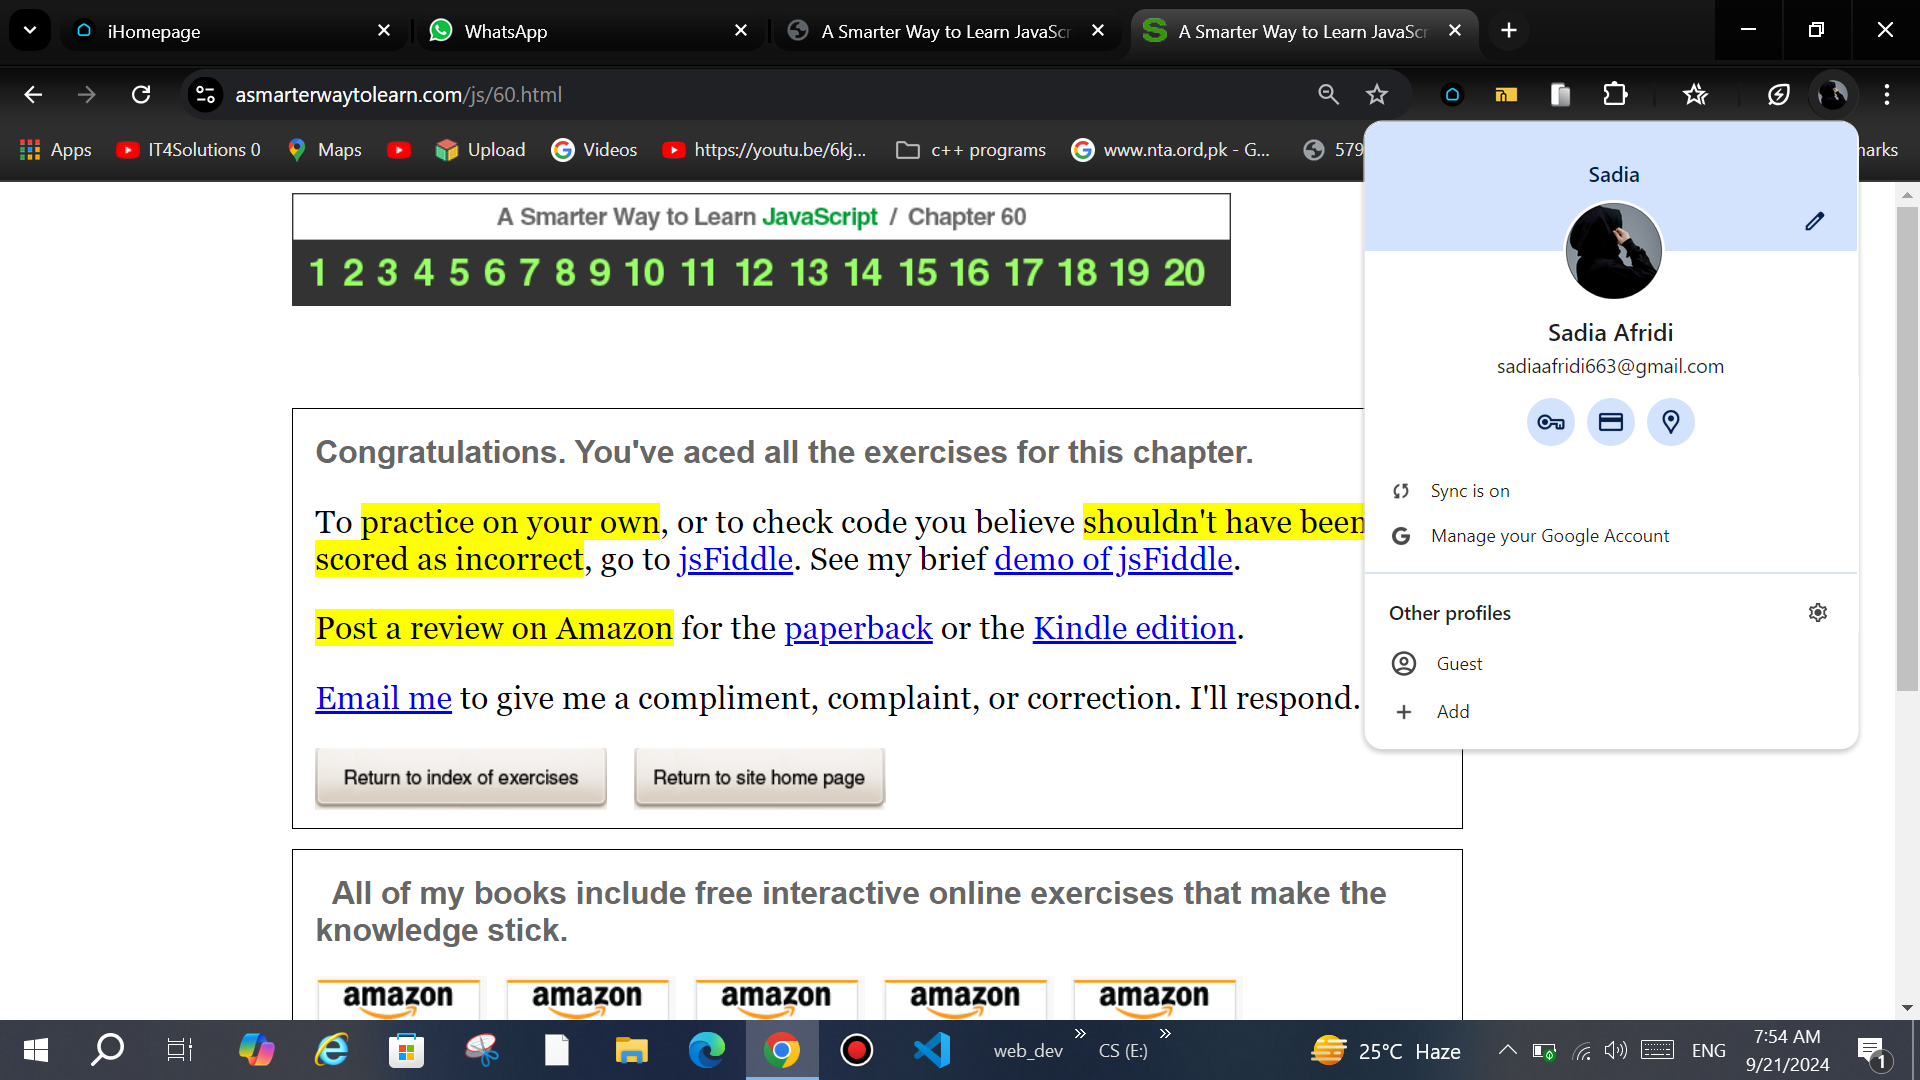 iHomepage
WhatsApp
A Smarter Way to Learn JavaScr
A Smarter Way to Learn JavaScr
asmarterwaytolearn.com/js/60.html
Apps
IT4Solutions 0
Maps
Upload
Videos
https://youtu.be/6kj...
c++ programs
www.nta.ord,pk - G...
579
narks
A Smarter Way to Learn JavaScript / Chapter 60
1 2 3 4 5 6 7 8 9 10 11 12 13 14 15 16 17 18 19 20
Sadia
Sadia Afridi
sadiaafridi663@gmail.com
Sync is on
Manage your Google Account
Other profiles
Guest
Add
Congratulations. You've aced all the exercises for this chapter.
To practice on your own, or to check code you believe shouldn't have been
scored as incorrect, go to jsFiddle. See my brief demo of jsFiddle.
Post a review on Amazon for the paperback or the Kindle edition.
Email me to give me a compliment, complaint, or correction. I'll respond.
Return to index of exercises
Return to site home page
All of my books include free interactive online exercises that make the
knowledge stick.
amazon amazon amazon amazon amazon
web_dev
CS (E:)
25°C Haze
ENG
7:54 AM
9/21/2024
1